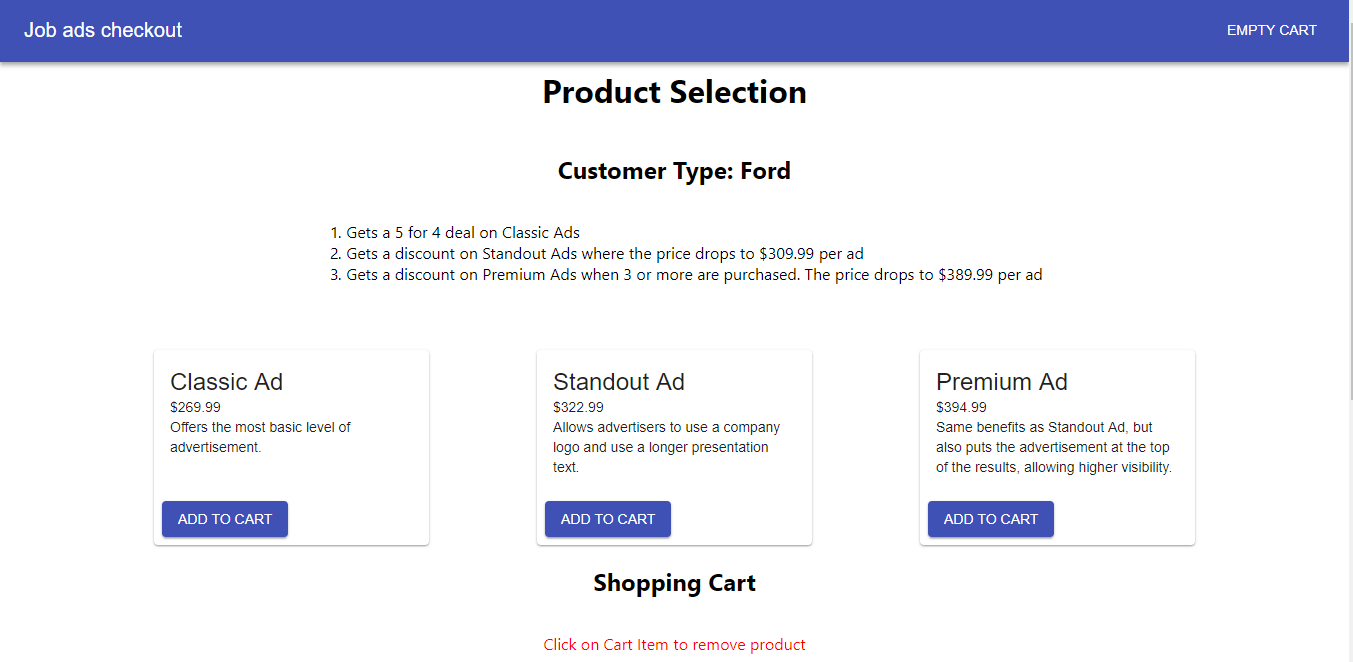 Job ads checkout
EMPTY CART
Product Selection
Customer Type: Ford
1. Gets a 5 for 4 deal on Classic Ads
2. Gets a discount on Standout Ads where the price drops to $309.99 per ad
3. Gets a discount on Premium Ads when 3 or more are purchased. The price drops to $389.99 per ad
Classic Ad
$269.99
Offers the most basic level of
advertisement.
ADD TO CART
Standout Ad
$322.99
Allows advertisers to use a company
logo and use a longer presentation
text.
ADD TO CART
Premium Ad
$394.99
Same benefits as Standout Ad, but
also puts the advertisement at the top
of the results, allowing higher visibility.
ADD TO CART
Shopping Cart
Click on Cart Item to remove product